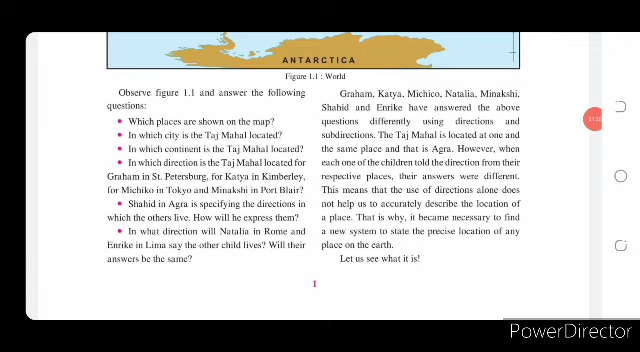 ANTARCTICA
Figure 1.1 : World
Observe figure 1.1 and answer the following
questions:
• Which places are shown on the map?
• In which city is the Taj Mahal located?
• In which continent is the Taj Mahal located?
• In which direction is the Taj Mahal located for
Graham in St. Petersburg, for Katya in Kimberley,
for Michiko in Tokyo and Minakshi in Port Blair?
• Shahid in Agra is specifying the directions in
which the others live. How will he express them?
• In what direction will Natalia in Rome and
Enrike in Lima say the other child lives? Will their
answers be the same?
Graham, Katya, Michico, Natalia, Minakshi,
Shahid and Enrike have answered the above
questions differently using directions and
subdirections. The Taj Mahal is located at one and
the same place and that is Agra. However, when
each one of the children told the direction from their
respective places, their answers were different.
This means that the use of directions alone does
not help us to accurately describe the location of
a place. That is why, it became necessary to find
a new system to state the precise location of any
place on the earth.
Let us see what it is!
1
PowerDirector